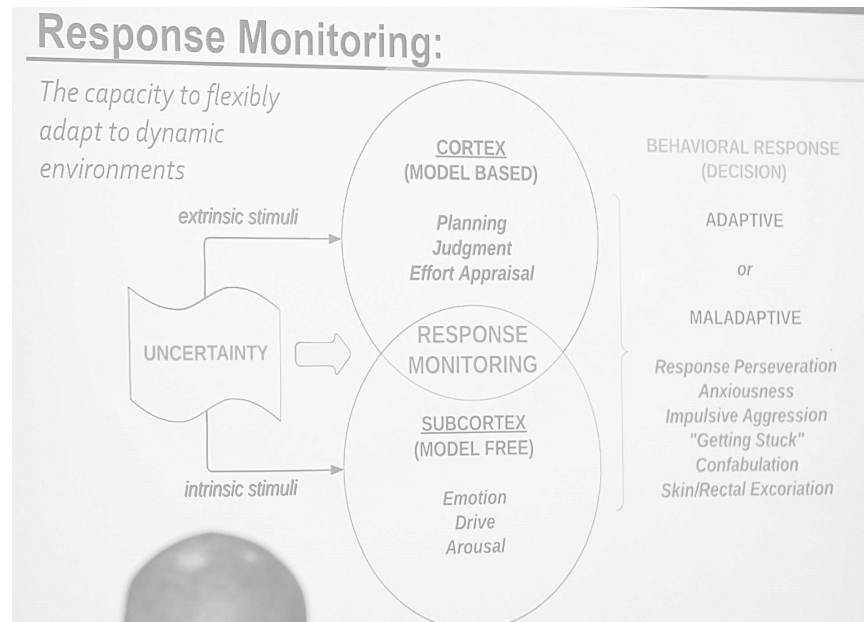 Response Monitoring:
The capacity to flexibly
adapt to dynamic
environments
extrinsic stimuli
UNCERTAINTY
intrinsic stimuli
CORTEX
(MODEL BASED)
Planning
Judgment
Effort Appraisal
RESPONSE
MONITORING
SUBCORTEX
(MODEL FREE)
Emotion
Drive
Arousal
BEHAVIORAL RESPONSE
(DECISION)
ADAPTIVE
or
MALADAPTIVE
Response Perseveration
Anxiousness
Impulsive Aggression
"Getting Stuck"
Confabulation
Skin/Rectal Excoriation